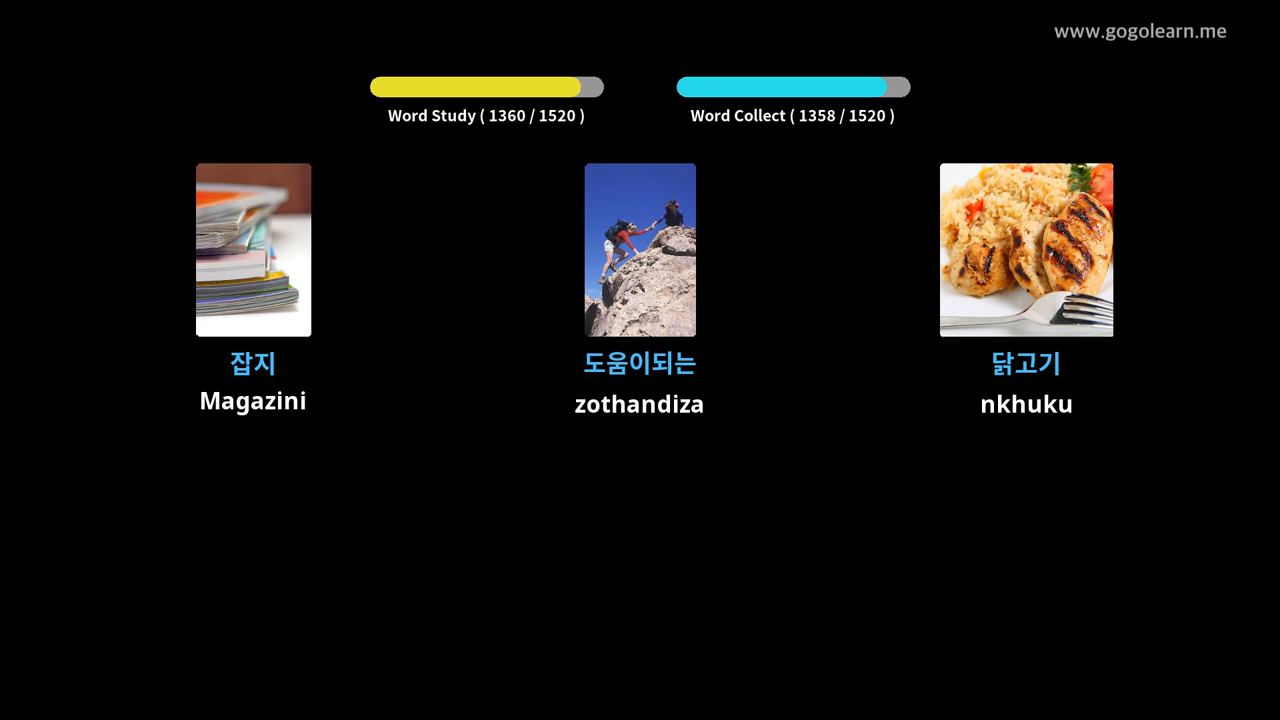 www.gogolearn.me
Word Study ( 1360 / 1520 )
Word Collect ( 1358 / 1520 )
잡지
도움이되는
닭고기
Magazini
zothandiza
nkhuku